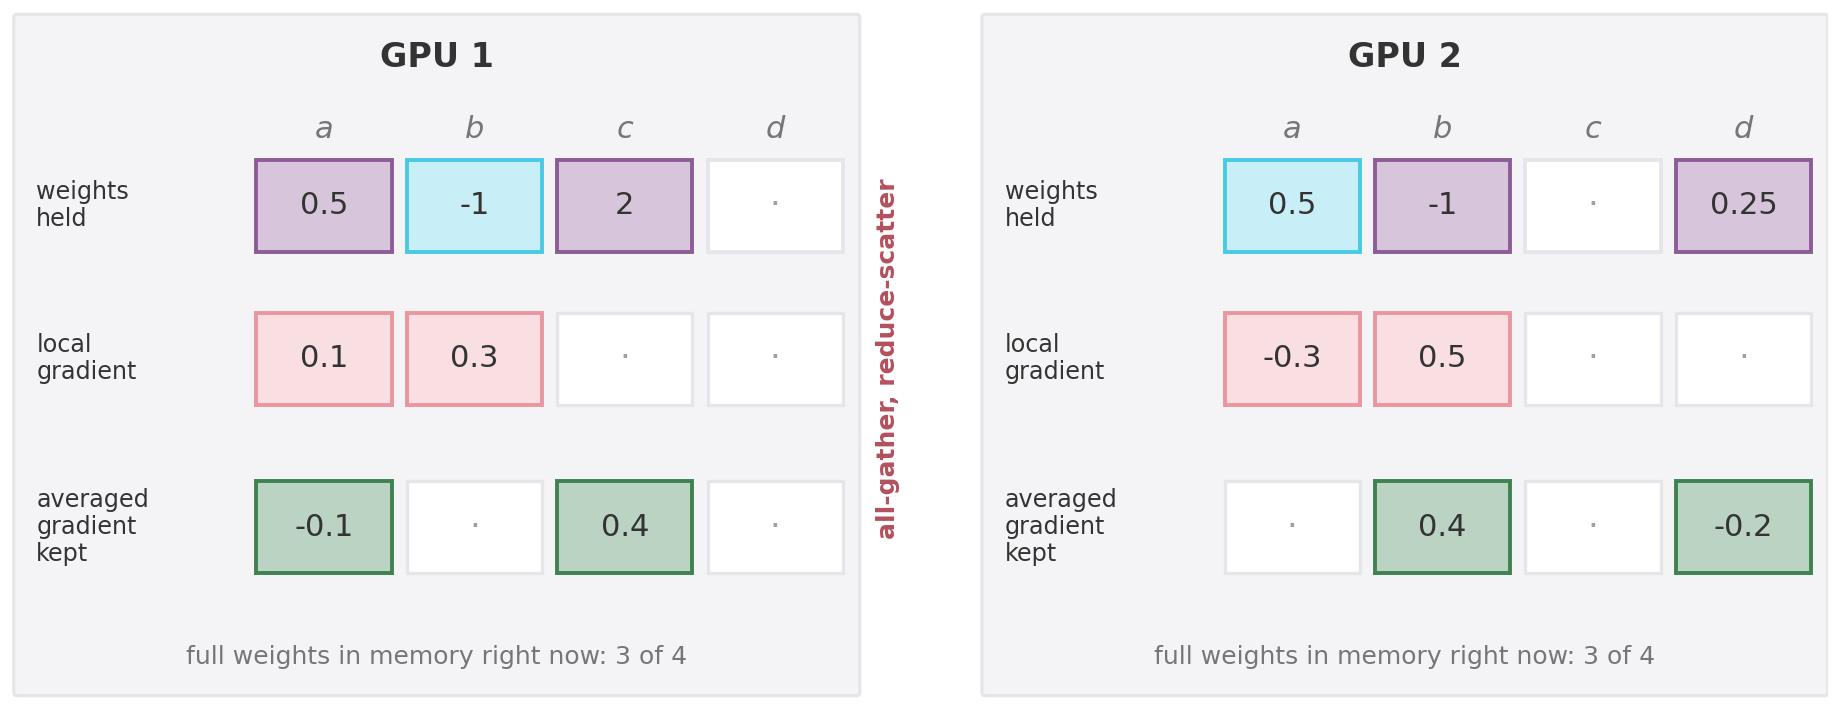 GPU 1
a b c d
weights
held
0.5 -1 2 ·
local
gradient
0.1 0.3 · ·
averaged
gradient
kept
-0.1 · 0.4 ·
full weights in memory right now: 3 of 4
all-gather, reduce-scatter
GPU 2
a b c d
weights
held
0.5 -1 · 0.25
local
gradient
-0.3 0.5 · ·
averaged
gradient
kept
· 0.4 · -0.2
full weights in memory right now: 3 of 4